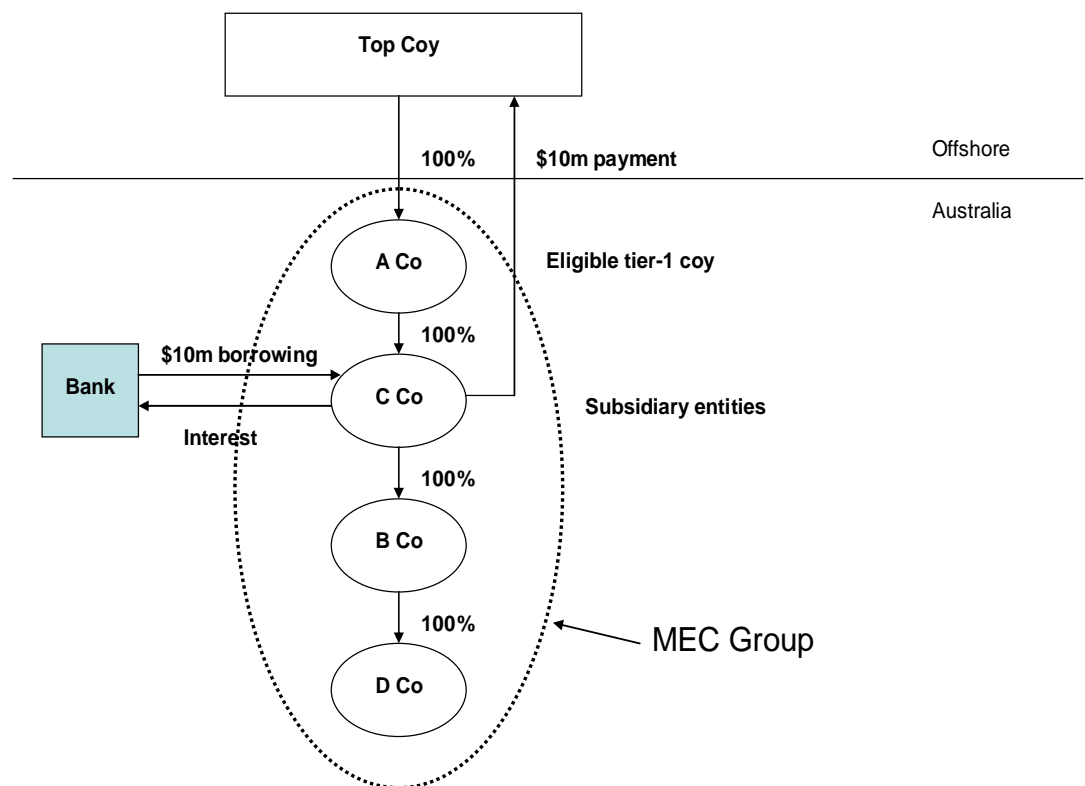 Top Coy
Offshore
100%
$10m payment
Australia
A Co
Eligible tier-1 coy
100%
$10m borrowing
Bank
C Co
Subsidiary entities
Interest
100%
B Co
100%
MEC Group
D Co